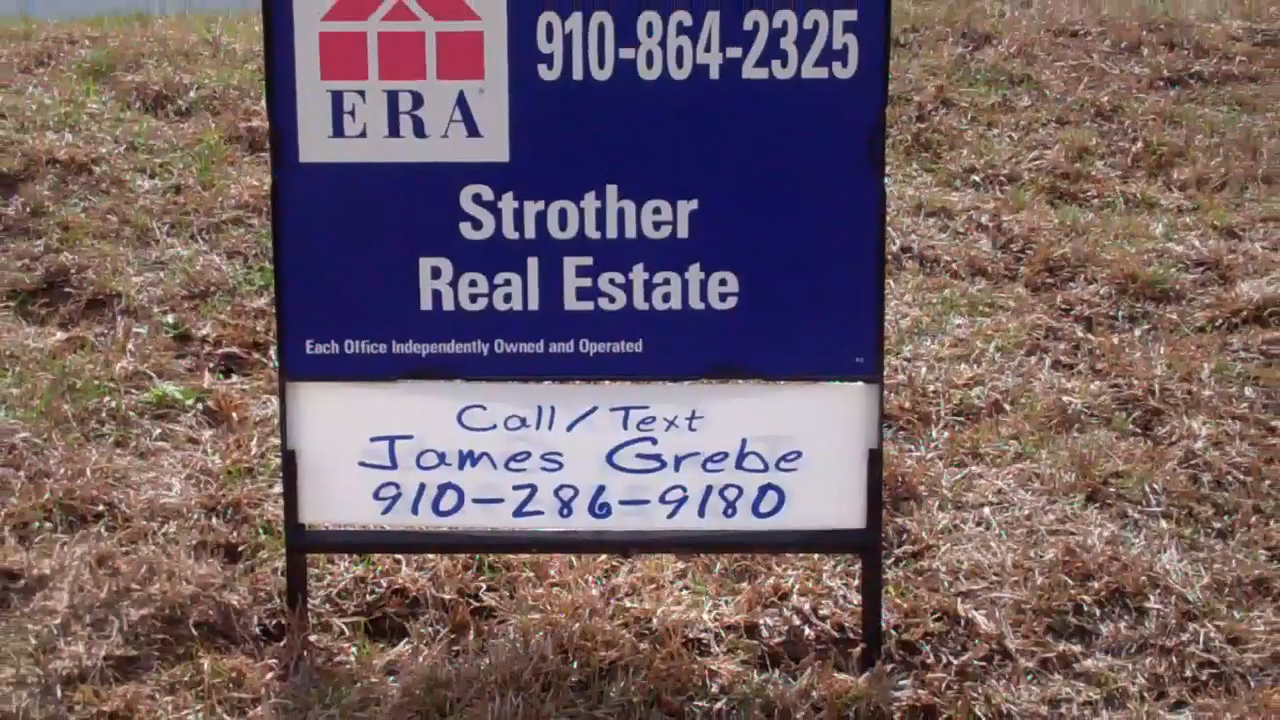 910-864-2325
ERA
Strother
Real Estate
Each Office Independently Owned and Operated
Call/Text
James Grebe
910-286-9180